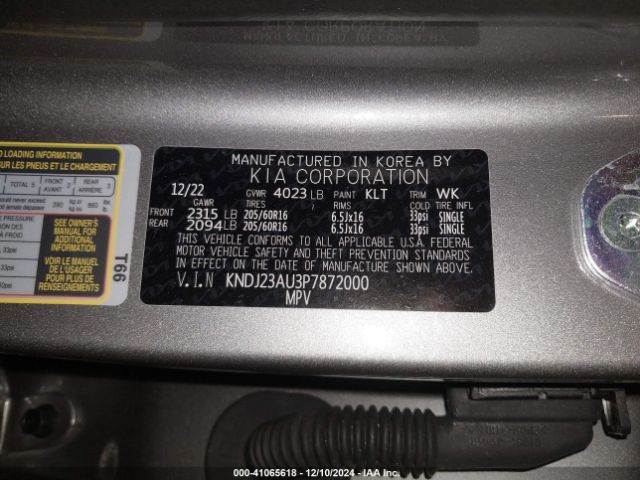 D LOADING INFORMATION
SUR LES PNEUS ET LE CHARGEMENT
TOTAL 5 FRONT AVANT 2 REAR ARRIÈRE 3
SEE OWNER'S
MANUAL FOR
ADDITIONAL
INFORMATION
VOIR LE MANUEL
DE L'USAGER
POUR PLUS DE
RENSEIGNEMENTS
T66
MANUFACTURED IN KOREA BY
KIA CORPORATION
12/22 GVWR 4023 LB PAINT KLT TRIM WK
GAWR TIRES RIMS COLD TIRE INFL
FRONT 2315 LB 205/60R16 6.5Jx16 33psi SINGLE
REAR 2094 LB 205/60R16 6.5Jx16 33psi SINGLE
THIS VEHICLE CONFORMS TO ALL APPLICABLE U.S.A. FEDERAL
MOTOR VEHICLE SAFETY AND THEFT PREVENTION STANDARDS
IN EFFECT ON THE DATE OF MANUFACTURE SHOWN ABOVE.
V.I.N KNDJ23AU3P7872000
MPV
000-41065618 — 12/10/2024 — IAA Inc.